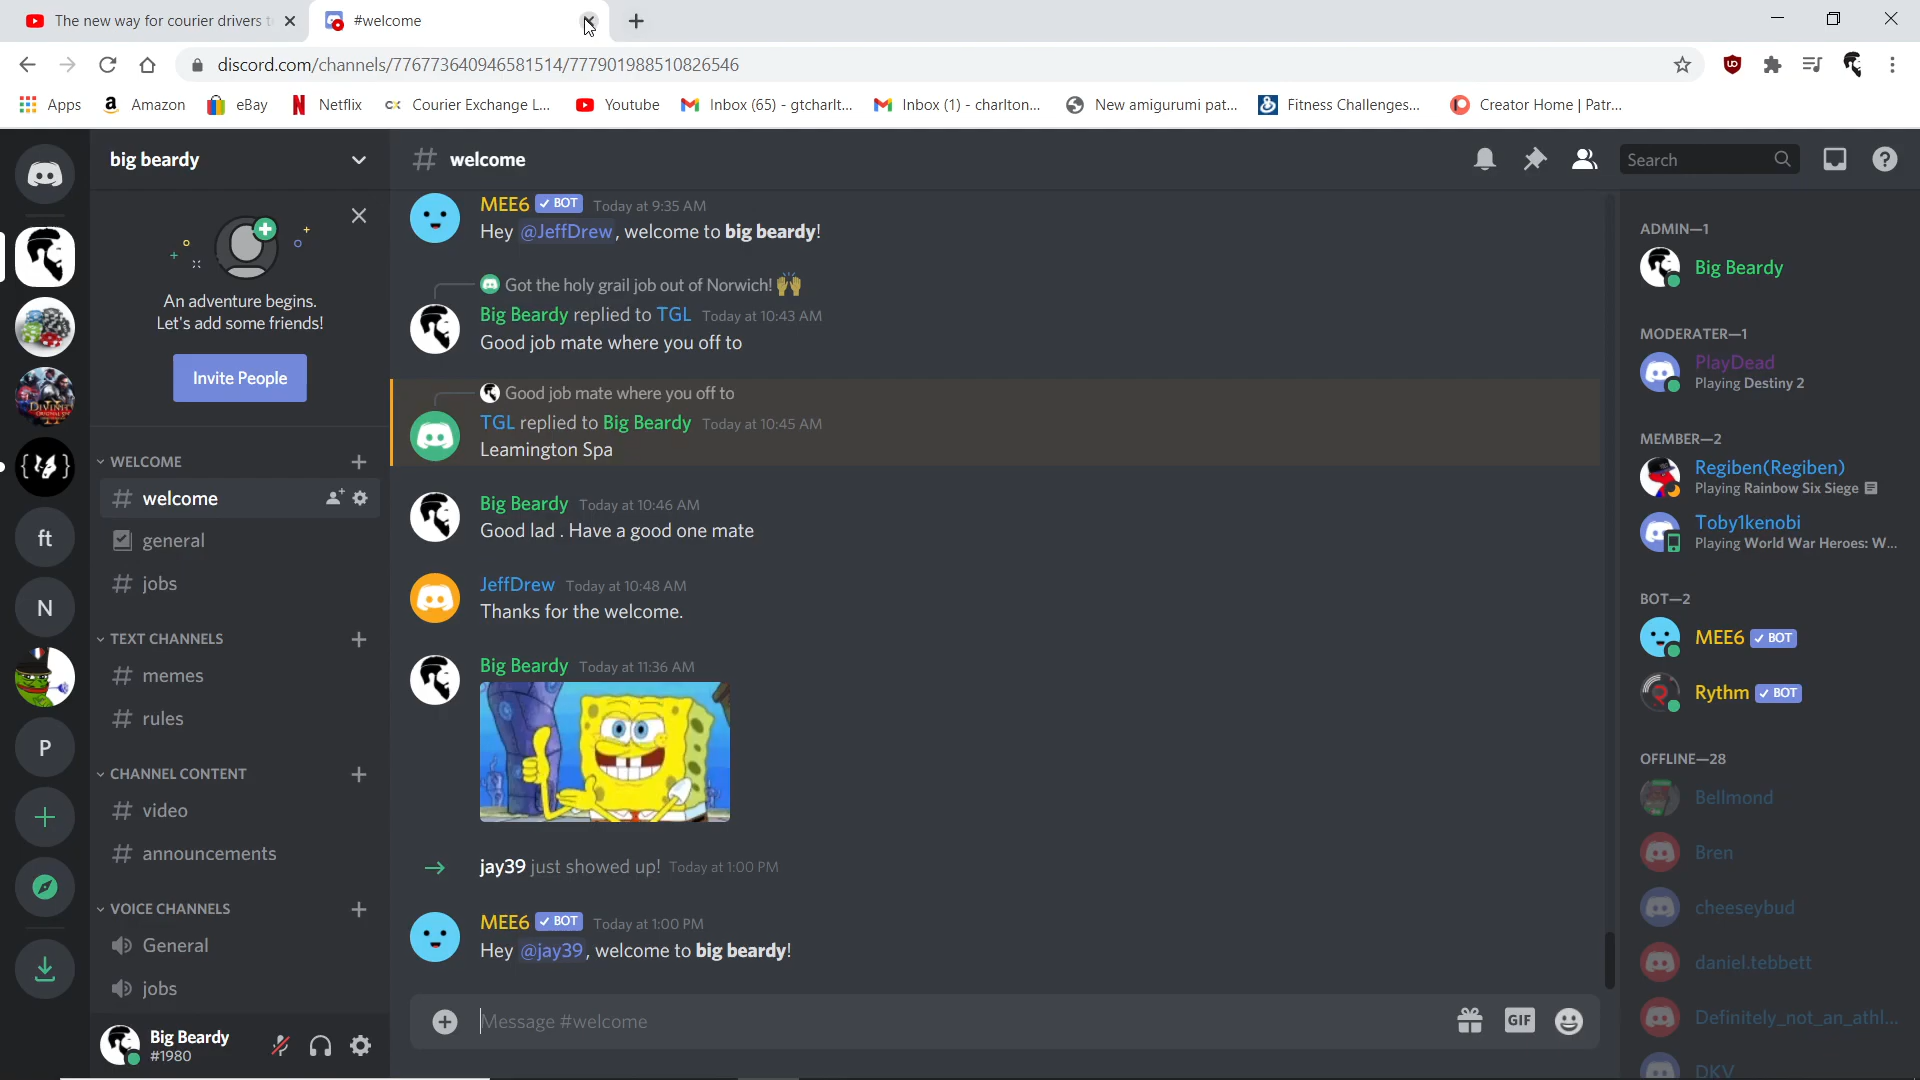 The new way for courier drivers t
#welcome
discord.com/channels/776773640946581514/777901988510826546
Apps
Amazon
eBay
Netflix
Courier Exchange L...
Youtube
Inbox (65) - gtcharlt...
Inbox (1) - charlton...
New amigurumi pat...
Fitness Challenges...
Creator Home | Patr...
big beardy
# welcome
Search
An adventure begins.
Let's add some friends!
Invite People
WELCOME
# welcome
general
# jobs
TEXT CHANNELS
# memes
# rules
CHANNEL CONTENT
# video
# announcements
VOICE CHANNELS
General
jobs
Big Beardy
#1980
ft
N
P
MEE6 ✓ BOT Today at 9:35 AM
Hey @JeffDrew, welcome to big beardy!
Got the holy grail job out of Norwich! 🙌
Big Beardy replied to TGL Today at 10:43 AM
Good job mate where you off to
Good job mate where you off to
TGL replied to Big Beardy Today at 10:45 AM
Leamington Spa
Big Beardy Today at 10:46 AM
Good lad . Have a good one mate
JeffDrew Today at 10:48 AM
Thanks for the welcome.
Big Beardy Today at 11:36 AM
jay39 just showed up! Today at 1:00 PM
MEE6 ✓ BOT Today at 1:00 PM
Hey @jay39, welcome to big beardy!
Message #welcome
GIF
ADMIN—1
Big Beardy
MODERATER—1
PlayDead
Playing Destiny 2
MEMBER—2
Regiben(Regiben)
Playing Rainbow Six Siege
Toby1kenobi
Playing World War Heroes: W...
BOT—2
MEE6 ✓ BOT
Rythm ✓ BOT
OFFLINE—28
Bellmond
Bren
cheeseybud
daniel.tebbett
Definitely_not_an_athl...
DKV